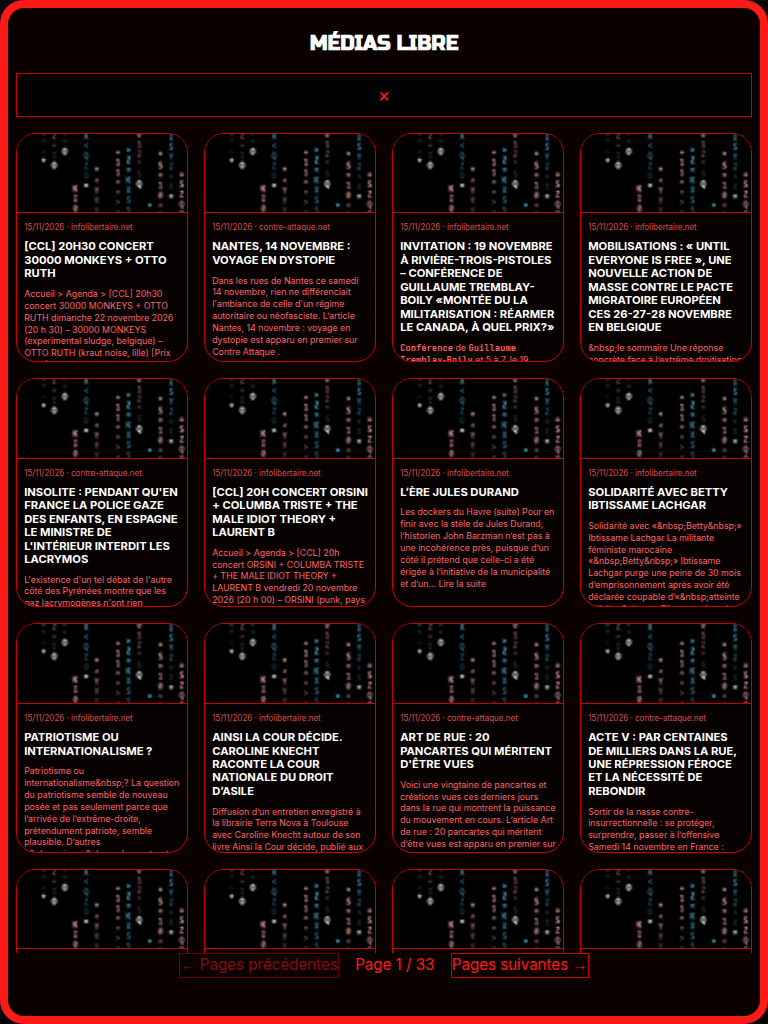 MÉDIAS LIBRE
×
15/11/2026 · infolibertaire.net
[CCL] 20H30 CONCERT
30000 MONKEYS + OTTO
RUTH
Accueil > Agenda > [CCL] 20h30
concert 30000 MONKEYS + OTTO
RUTH dimanche 22 novembre 2026
(20 h 30) – 30000 MONKEYS
(experimental sludge, belgique) –
OTTO RUTH (kraut noise, lille) [Prix
15/11/2026 · contre-attaque.net
NANTES, 14 NOVEMBRE :
VOYAGE EN DYSTOPIE
Dans les rues de Nantes ce samedi
14 novembre, rien ne différenciait
l'ambiance de celle d'un régime
autoritaire ou néofasciste. L'article
Nantes, 14 novembre : voyage en
dystopie est apparu en premier sur
Contre Attaque .
15/11/2026 · infolibertaire.net
INVITATION : 19 NOVEMBRE
À RIVIÈRE-TROIS-PISTOLES
– CONFÉRENCE DE
GUILLAUME TREMBLAY-
BOILY «MONTÉE DU LA
MILITARISATION : RÉARMER
LE CANADA, À QUEL PRIX?»
Conférence de Guillaume
Tremblay-Boily et 5 à 7 le 19
15/11/2026 · infolibertaire.net
MOBILISATIONS : « UNTIL
EVERYONE IS FREE », UNE
NOUVELLE ACTION DE
MASSE CONTRE LE PACTE
MIGRATOIRE EUROPÉEN
CES 26-27-28 NOVEMBRE
EN BELGIQUE
&nbsp;le sommaire Une réponse
concrète face à l'extrême droitisation
15/11/2026 · contre-attaque.net
INSOLITE : PENDANT QU'EN
FRANCE LA POLICE GAZE
DES ENFANTS, EN ESPAGNE
LE MINISTRE DE
L'INTÉRIEUR INTERDIT LES
LACRYMOS
L'existence d'un tel débat de l'autre
côté des Pyrénées montre que les
gaz lacrymogènes n'ont rien
15/11/2026 · infolibertaire.net
[CCL] 20H CONCERT ORSINI
+ COLUMBA TRISTE + THE
MALE IDIOT THEORY +
LAURENT B
Accueil > Agenda > [CCL] 20h
concert ORSINI + COLUMBA TRISTE
+ THE MALE IDIOT THEORY +
LAURENT B vendredi 20 novembre
2026 (20 h 00) – ORSINI (punk, pays
15/11/2026 · infolibertaire.net
L'ÈRE JULES DURAND
Les dockers du Havre (suite) Pour en
finir avec la stèle de Jules Durand,
l'historien John Barzman n'est pas à
une incohérence près, puisque d'un
côté il prétend que celle-ci a été
érigée à l'initiative de la municipalité
et d'un… Lire la suite
15/11/2026 · infolibertaire.net
SOLIDARITÉ AVEC BETTY
IBTISSAME LACHGAR
Solidarité avec «&nbsp;Betty&nbsp;»
Ibtissame Lachgar La militante
féministe marocaine
«&nbsp;Betty&nbsp;» Ibtissame
Lachgar purge une peine de 30 mois
d'emprisonnement après avoir été
déclarée coupable d'«&nbsp;atteinte
15/11/2026 · infolibertaire.net
PATRIOTISME OU
INTERNATIONALISME ?
Patriotisme ou
internationalisme&nbsp;? La question
du patriotisme semble de nouveau
posée et pas seulement parce que
l'arrivée de l'extrême-droite,
prétendument patriote, semble
plausible. D'autres
15/11/2026 · infolibertaire.net
AINSI LA COUR DÉCIDE.
CAROLINE KNECHT
RACONTE LA COUR
NATIONALE DU DROIT
D'ASILE
Diffusion d'un entretien enregistré à
la librairie Terra Nova à Toulouse
avec Caroline Knecht autour de son
livre Ainsi la Cour décide, publié aux
15/11/2026 · contre-attaque.net
ART DE RUE : 20
PANCARTES QUI MÉRITENT
D'ÊTRE VUES
Voici une vingtaine de pancartes et
créations vues ces derniers jours
dans la rue qui montrent la puissance
du mouvement en cours. L'article Art
de rue : 20 pancartes qui méritent
d'être vues est apparu en premier sur
15/11/2026 · contre-attaque.net
ACTE V : PAR CENTAINES
DE MILLIERS DANS LA RUE,
UNE RÉPRESSION FÉROCE
ET LA NÉCESSITÉ DE
REBONDIR
Sortir de la nasse contre-
insurrectionnelle : se protéger,
surprendre, passer à l'offensive
Samedi 14 novembre en France :
← Pages précédentes
Page 1 / 33
Pages suivantes →